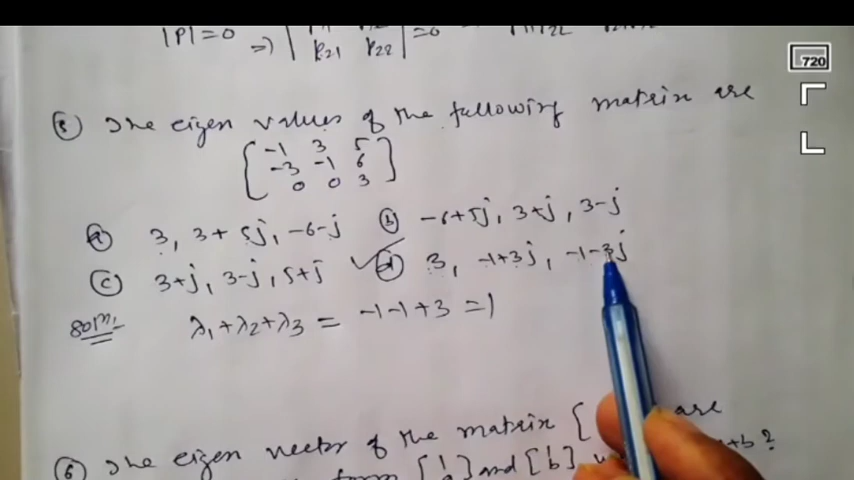 |P|=0 => | P21 P22 | =0
720
⑤ The eigen values of the following matrix are
[ -1 3 5
-3 -1 6
0 0 3 ]
ⓐ 3, 3+5j, -6-j ⓑ -6+5j, 3+j, 3-j
ⓒ 3+j, 3-j, 5+j ✓ⓓ 3, -1+3j, -1-3j
Soln. λ1+λ2+λ3 = -1-1+3 =1
⑥ The eigen vector of the matrix [ are
form [1 and [b] a+b?